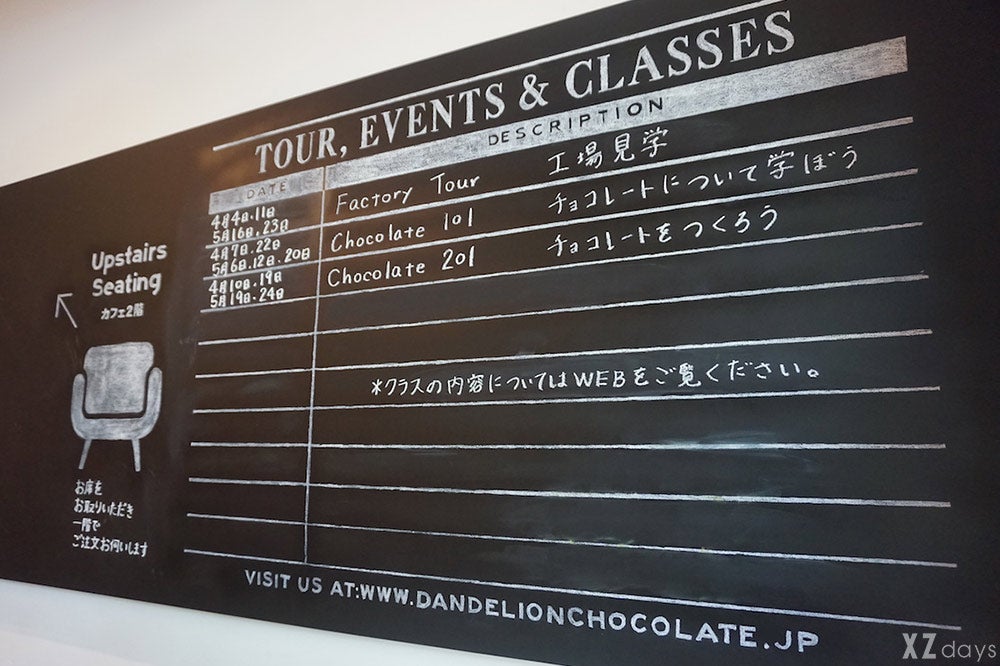 TOUR, EVENTS & CLASSES
DATE DESCRIPTION
4月4日.11日
5月16日.23日
Factory Tour 工場見学
4月7日.22日
5月6日.12日.20日
Chocolate 101 チョコレートについて学ぼう
4月10日.19日
5月19日.24日
Chocolate 201 チョコレートをつくろう
*クラスの内容についてはWEBをご覧ください。
Upstairs
Seating
カフェ2階
お席を
お取りいただき
一階で
ご注文お伺いします
VISIT US AT:WWW.DANDELIONCHOCOLATE.JP
XZ days